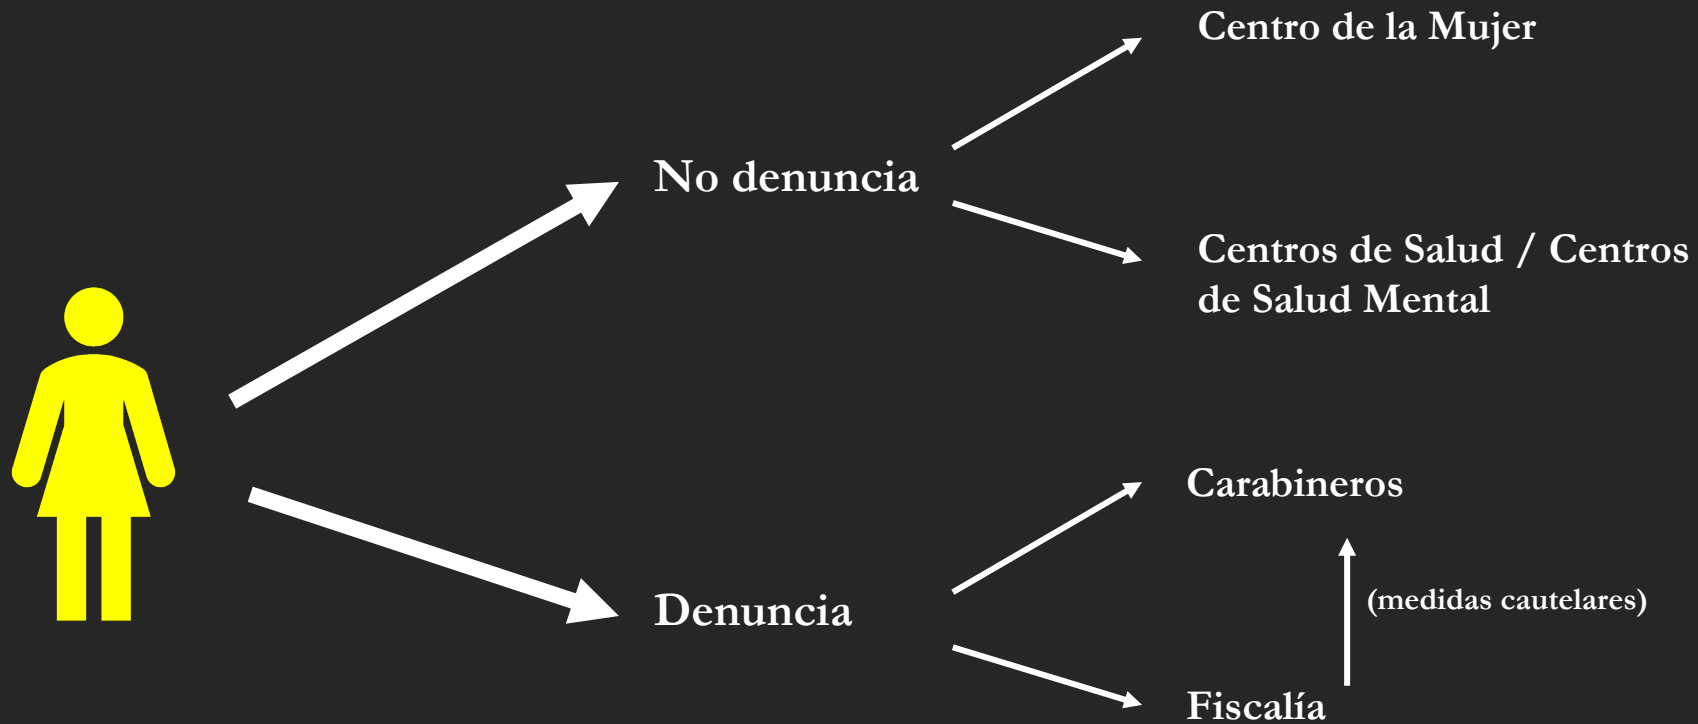 Centro de la Mujer
No denuncia
Centros de Salud / Centros
de Salud Mental
Carabineros
(medidas cautelares)
Denuncia
Fiscalía